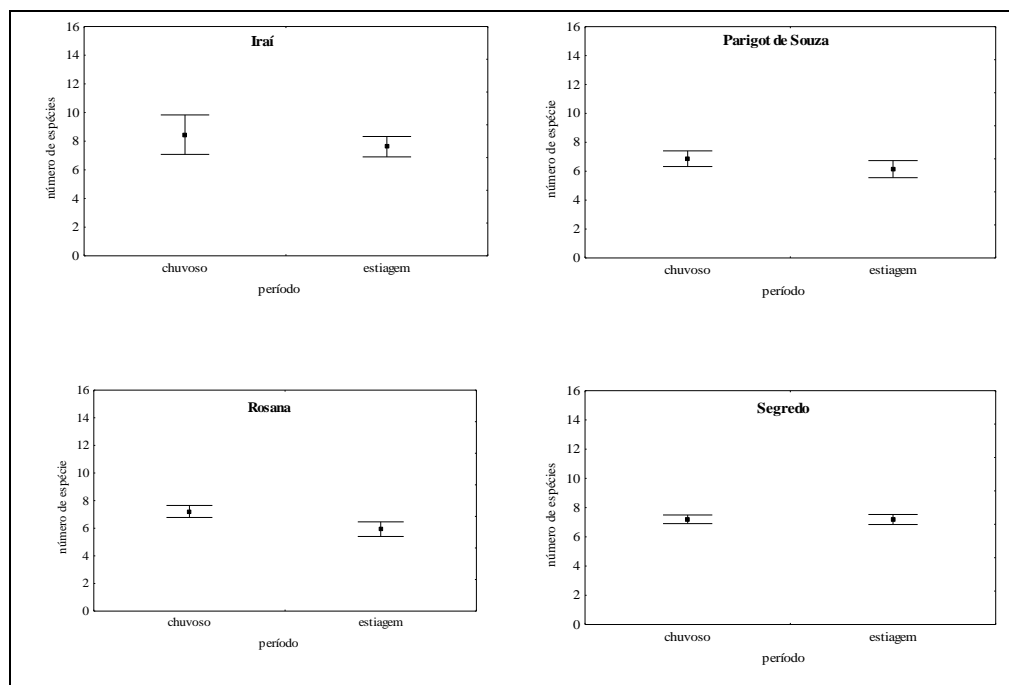 Iraí
número de espécies
16
14
12
10
8
6
4
2
0
chuvoso estiagem
período
Parigot de Souza
número de espécie
16
14
12
10
8
6
4
2
0
chuvoso estiagem
período
Rosana
número de espécie
16
14
12
10
8
6
4
2
0
chuvoso estiagem
período
Segredo
número de espécies
16
14
12
10
8
6
4
2
0
chuvoso estiagem
período